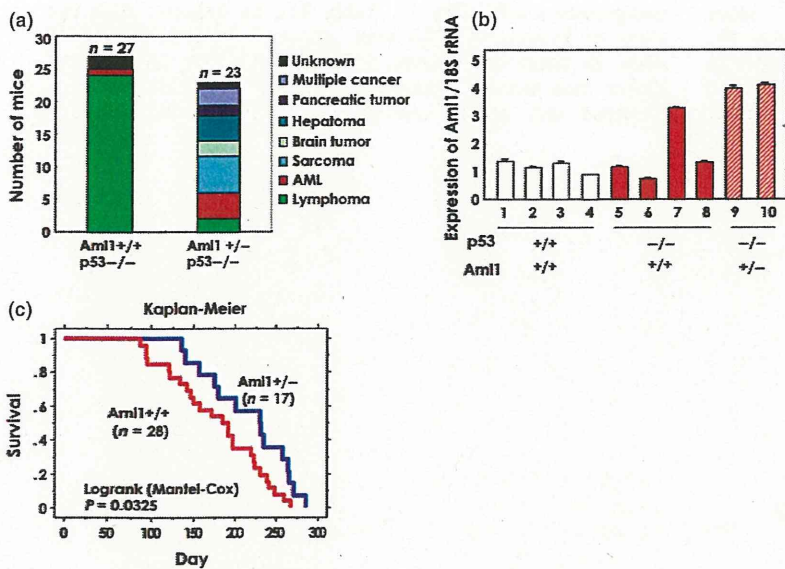 (a)
30
25
20
15
10
5
0
Number of mice
n = 27
n = 23
Aml1+/+
p53−/−
Aml1 +/−
p53−/−
Unknown
Multiple cancer
Pancreatic tumor
Hepatoma
Brain tumor
Sarcoma
AML
Lymphoma
(b)
Expression of Aml1/18S rRNA
5
4
3
2
1
0
1 2 3 4 5 6 7 8 9 10
p53 +/+ −/− −/−
Aml1 +/+ +/+ +/−
(c)
Kaplan-Meier
Survival
1
.8
.6
.4
.2
0
Aml1+/−
(n = 17)
Aml1+/+
(n = 28)
Logrank (Mantel-Cox)
P = 0.0325
0 50 100 150 200 250 300
Day